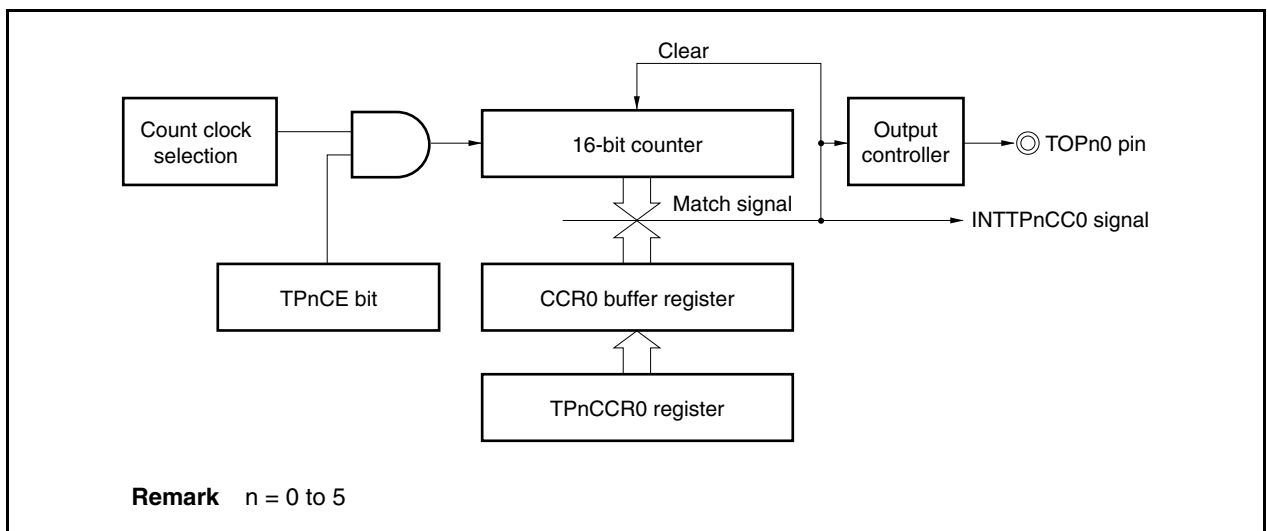 Clear
Count clock
selection
16-bit counter
Output
controller
TOPn0 pin
Match signal
INTTPnCC0 signal
TPnCE bit
CCR0 buffer register
TPnCCR0 register
Remark n = 0 to 5